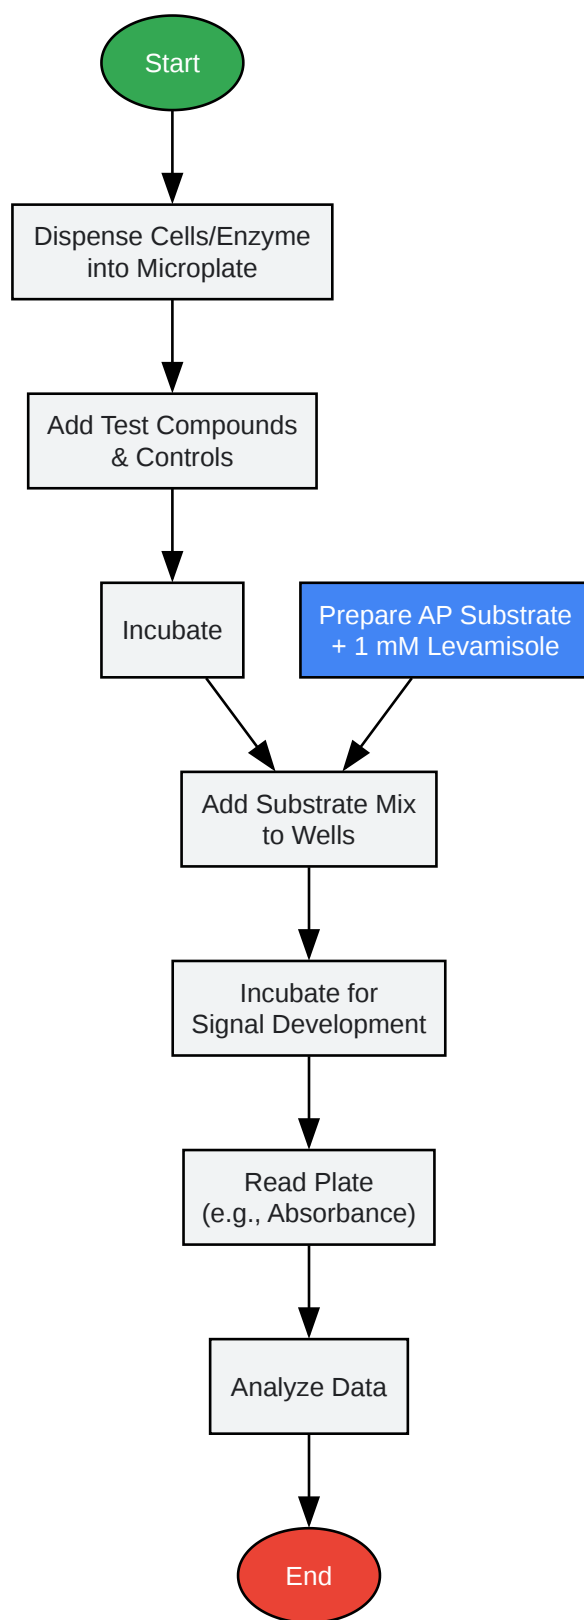 Start
Dispense Cells/Enzyme
into Microplate
Add Test Compounds
& Controls
Incubate
Prepare AP Substrate
+ 1 mM Levamisole
Add Substrate Mix
to Wells
Incubate for
Signal Development
Read Plate
(e.g., Absorbance)
Analyze Data
End